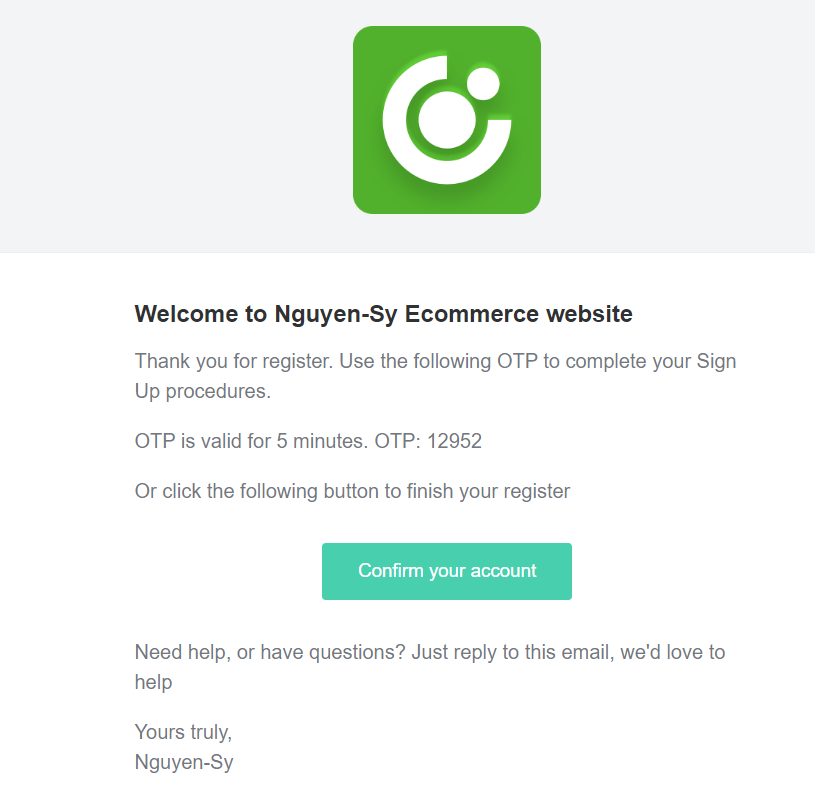 Welcome to Nguyen-Sy Ecommerce website
Thank you for register. Use the following OTP to complete your Sign
Up procedures.
OTP is valid for 5 minutes. OTP: 12952
Or click the following button to finish your register
Confirm your account
Need help, or have questions? Just reply to this email, we'd love to
help
Yours truly,
Nguyen-Sy